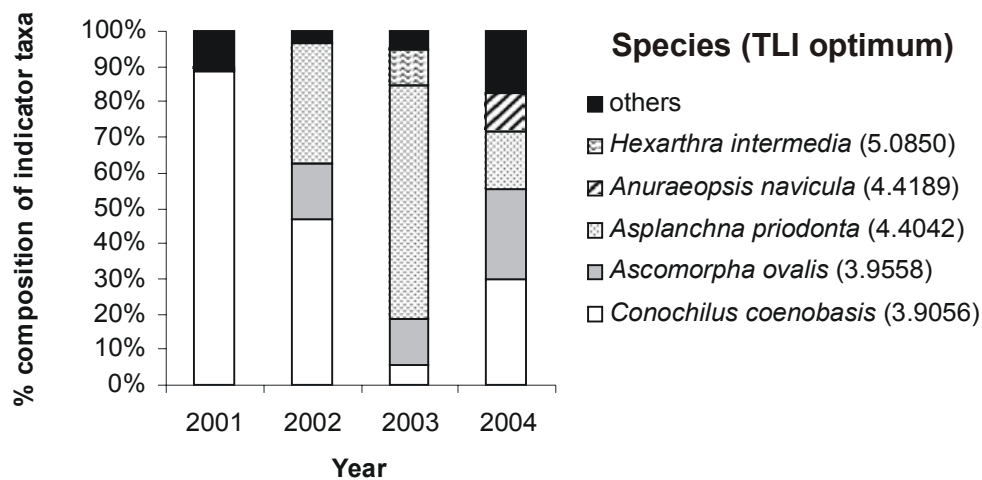 % composition of indicator taxa
100%
90%
80%
70%
60%
50%
40%
30%
20%
10%
0%
2001 2002 2003 2004
Year
Species (TLI optimum)
others
Hexarthra intermedia (5.0850)
Anuraeopsis navicula (4.4189)
Asplanchna priodonta (4.4042)
Ascomorpha ovalis (3.9558)
Conochilus coenobasis (3.9056)